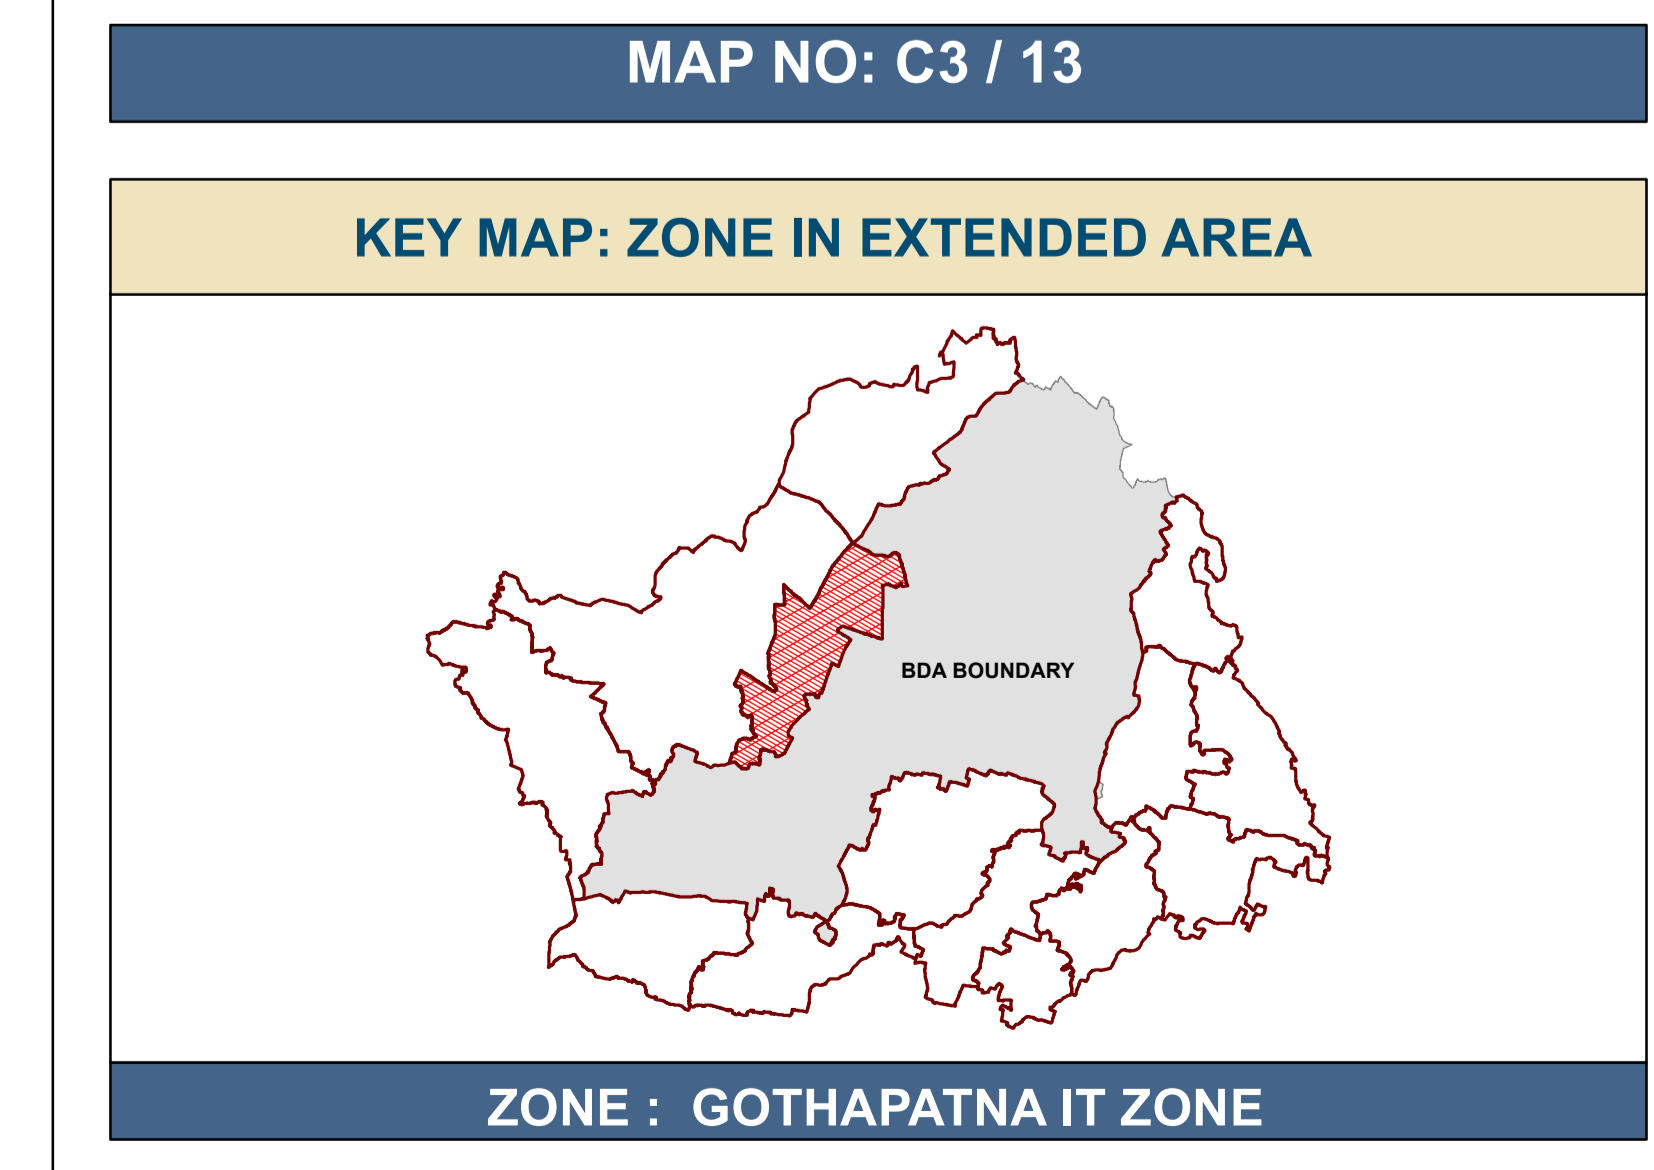 MAP NO: C3 / 13
KEY MAP: ZONE IN EXTENDED AREA
BDA BOUNDARY
ZONE : GOTHAPATNA IT ZONE